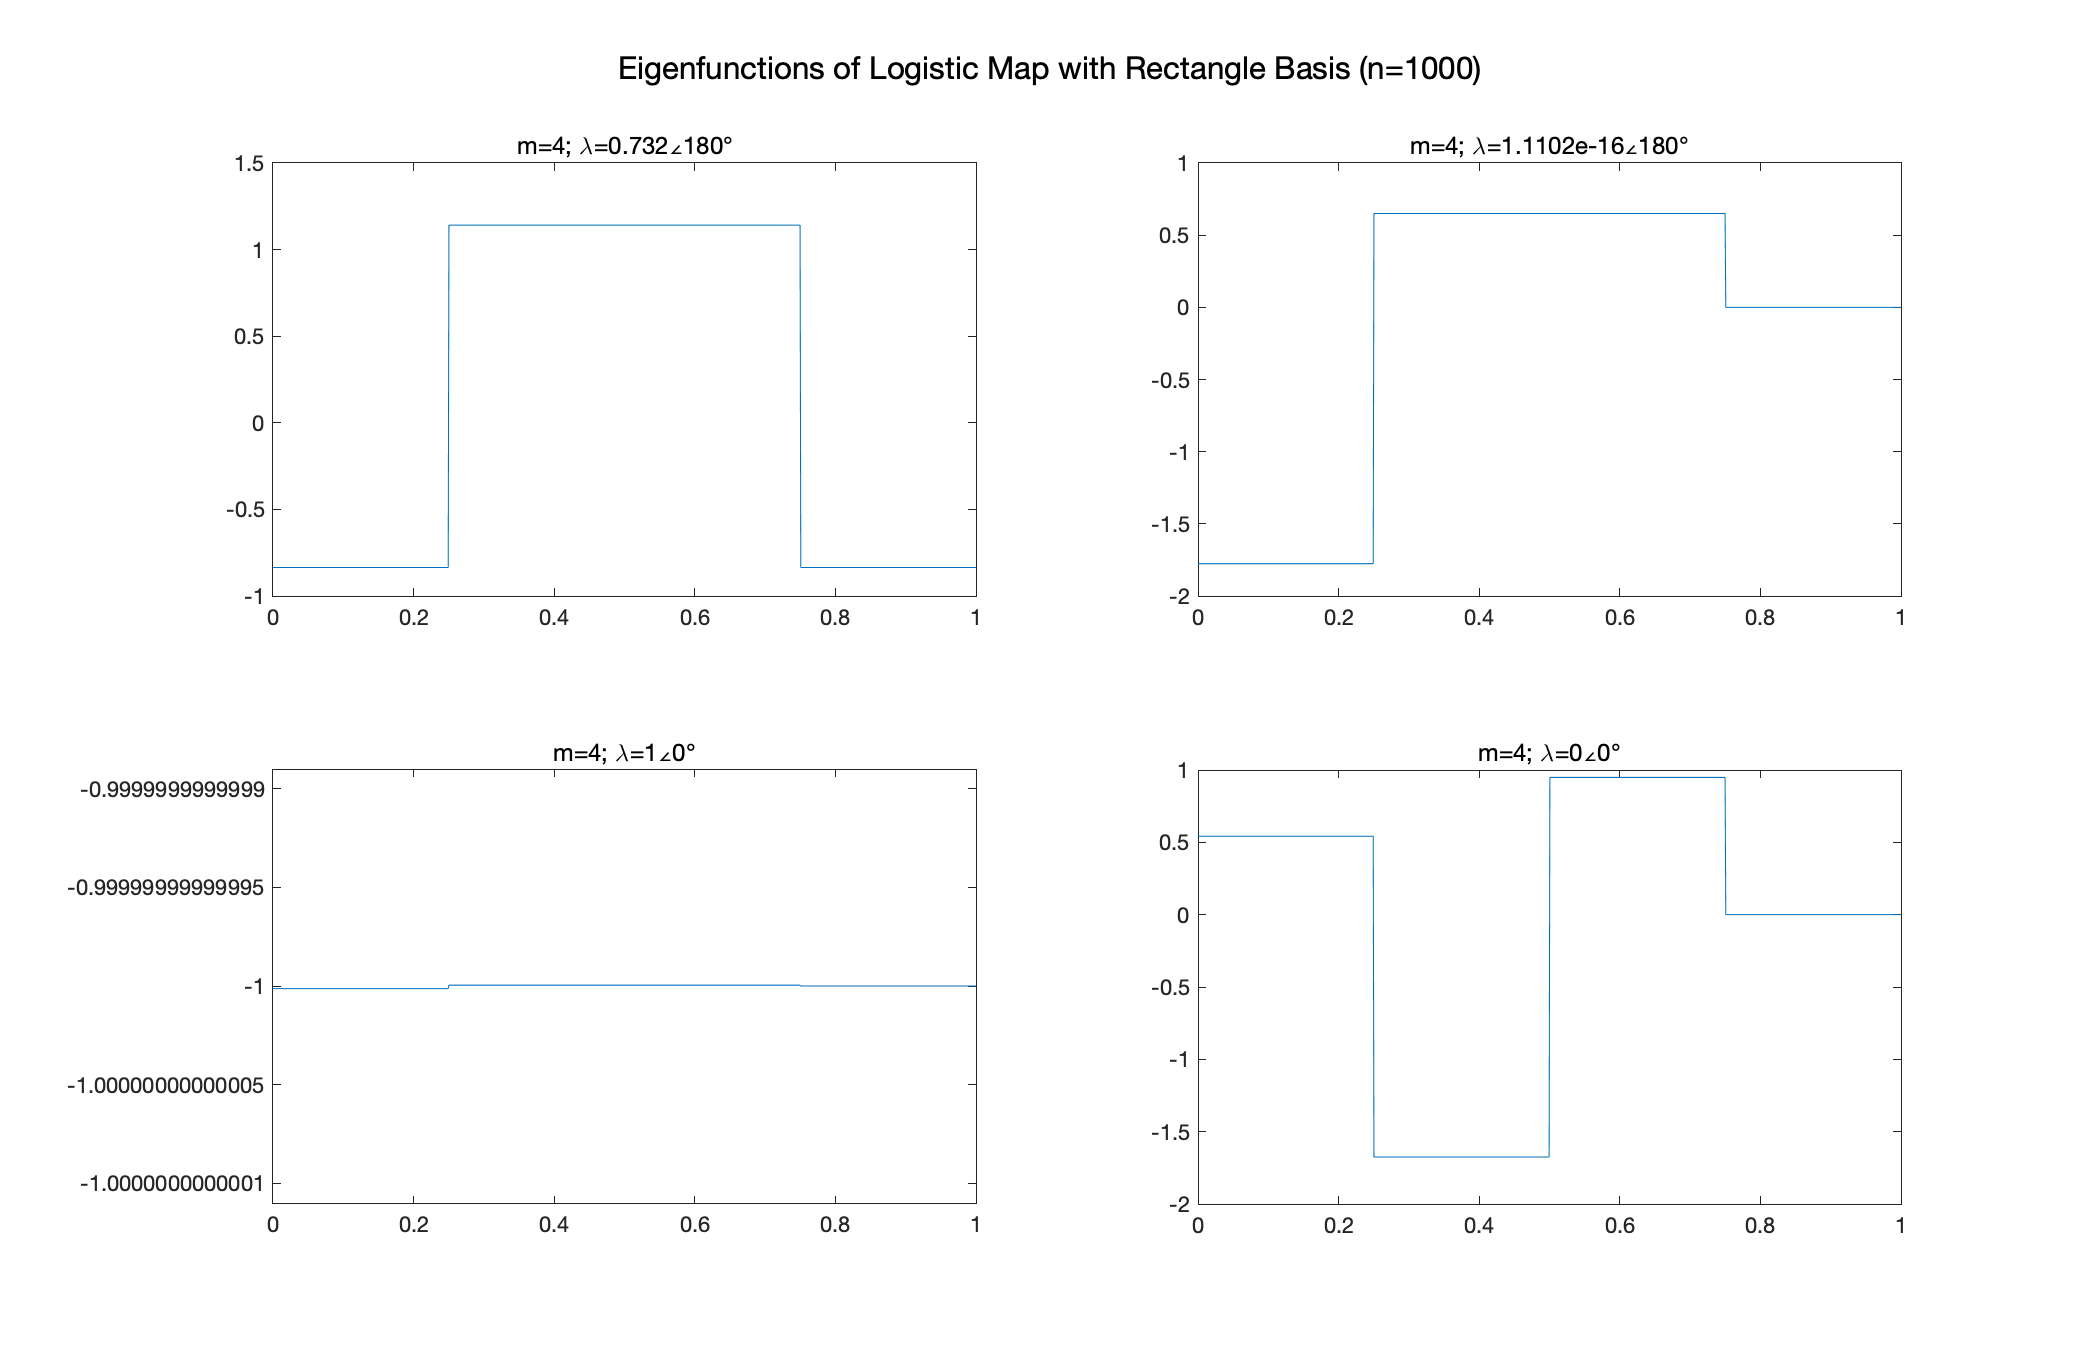 Eigenfunctions of Logistic Map with Rectangle Basis (n=1000)
m=4; λ=0.732∠180°
1.5
1
0.5
0
-0.5
-1
0 0.2 0.4 0.6 0.8 1
m=4; λ=1.1102e-16∠180°
1
0.5
0
-0.5
-1
-1.5
-2
0 0.2 0.4 0.6 0.8 1
m=4; λ=1∠0°
-0.9999999999999
-0.99999999999995
-1
-1.00000000000005
-1.0000000000001
0 0.2 0.4 0.6 0.8 1
m=4; λ=0∠0°
1
0.5
0
-0.5
-1
-1.5
-2
0 0.2 0.4 0.6 0.8 1